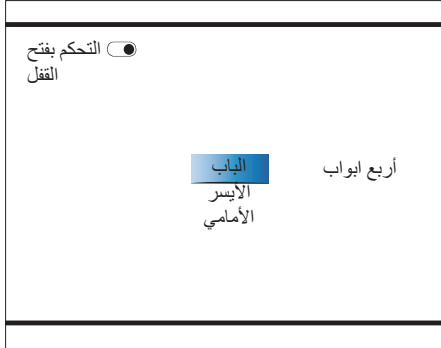 التحكم بفتح
القفل
أربع ابواب
الباب
الأيسر
الأمامي